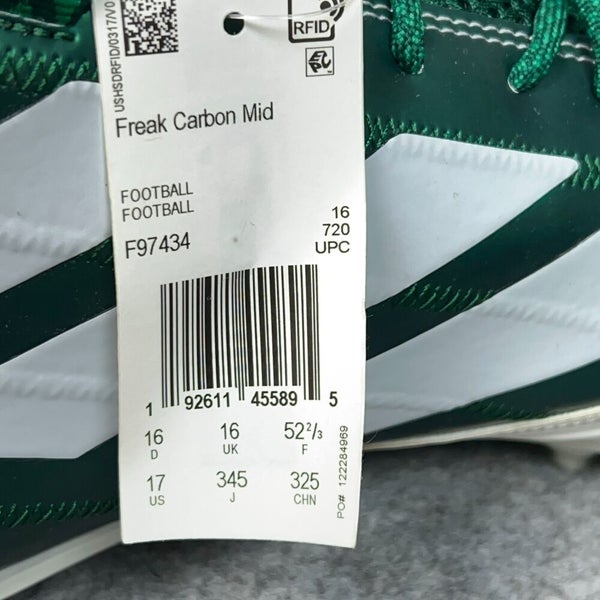 USHSDRFID/0317/V0
RFID
EPC
Freak Carbon Mid
FOOTBALL
FOOTBALL
F97434
16
720
UPC
1 92611 45589 5
16 16 52²/₃
D UK F
17 345 325
US J CHN
PO# 122284969